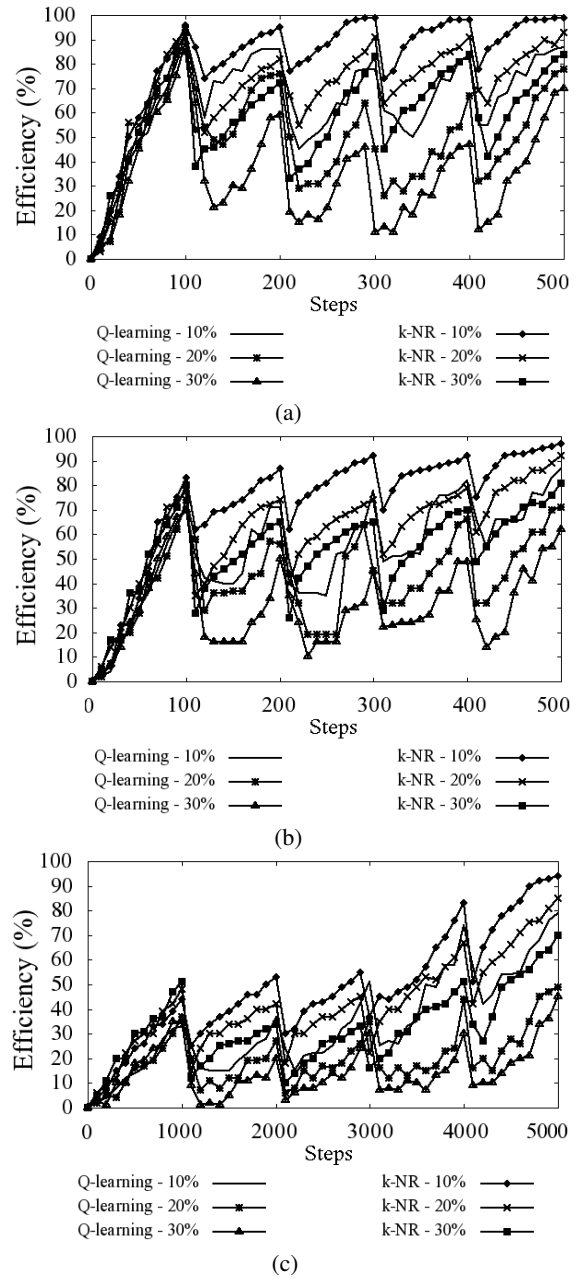 100
90
80
70
60
50
40
30
20
10
0
Efficiency (%)
0 100 200 300 400 500
Steps
Q-learning - 10% k-NR - 10%
Q-learning - 20% k-NR - 20%
Q-learning - 30% k-NR - 30%
(a)
100
90
80
70
60
50
40
30
20
10
0
Efficiency (%)
0 100 200 300 400 500
Steps
Q-learning - 10% k-NR - 10%
Q-learning - 20% k-NR - 20%
Q-learning - 30% k-NR - 30%
(b)
100
90
80
70
60
50
40
30
20
10
0
Efficiency (%)
0 1000 2000 3000 4000 5000
Steps
Q-learning - 10% k-NR - 10%
Q-learning - 20% k-NR - 20%
Q-learning - 30% k-NR - 30%
(c)